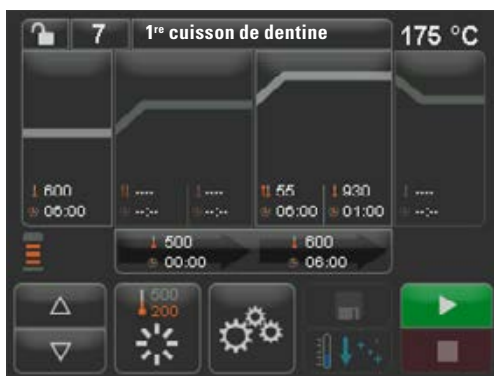 7 1re cuisson de dentine 175 °C
600 ---- ---- 55 930 ----
06:00 --:-- --:-- 06:00 01:00 --:--
500 600
00:00 06:00
500
200